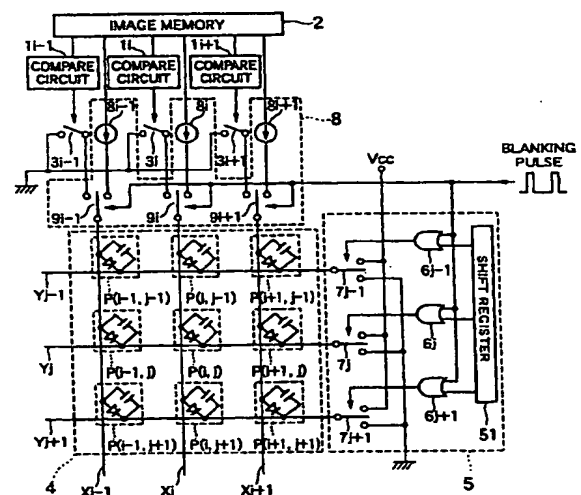 IMAGE MEMORY
2
1i-1
1i
1i+1
COMPARE CIRCUIT
COMPARE CIRCUIT
COMPARE CIRCUIT
8i-1
8i
8i+1
8
3i-1
3i
3i+1
Vcc
BLANKING PULSE
9i-1
9i
9i+1
Yj-1
P(i-1, j-1)
P(i, j-1)
P(i+1, j-1)
7j-1
6j-1
SHIFT REGISTER
Yj
P(i-1, j)
P(i, j)
P(i+1, j)
7j
6j
Yj+1
P(i-1, j+1)
P(i, j+1)
P(i+1, j+1)
7j+1
6j+1
51
4
Xi-1
Xi
Xi+1
5